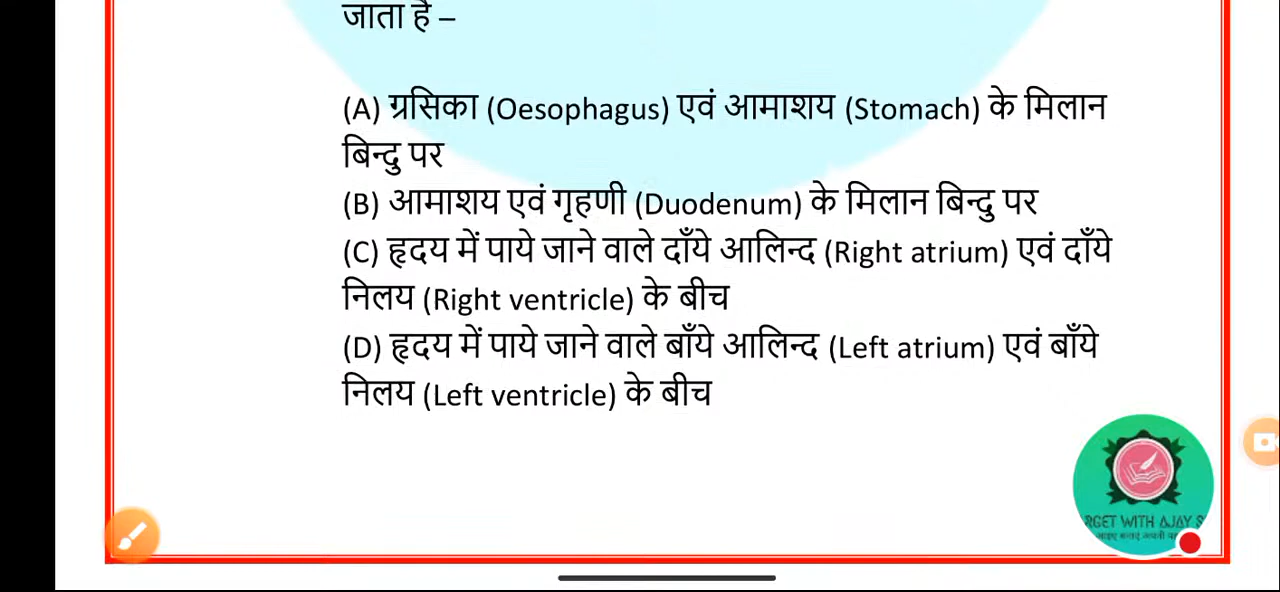 जाता है –
(A) ग्रसिका (Oesophagus) एवं आमाशय (Stomach) के मिलान
बिन्दु पर
(B) आमाशय एवं गृहणी (Duodenum) के मिलान बिन्दु पर
(C) हृदय में पाये जाने वाले दाँये आलिन्द (Right atrium) एवं दाँये
निलय (Right ventricle) के बीच
(D) हृदय में पाये जाने वाले बाँये आलिन्द (Left atrium) एवं बाँये
निलय (Left ventricle) के बीच
RGET WITH AJAY S